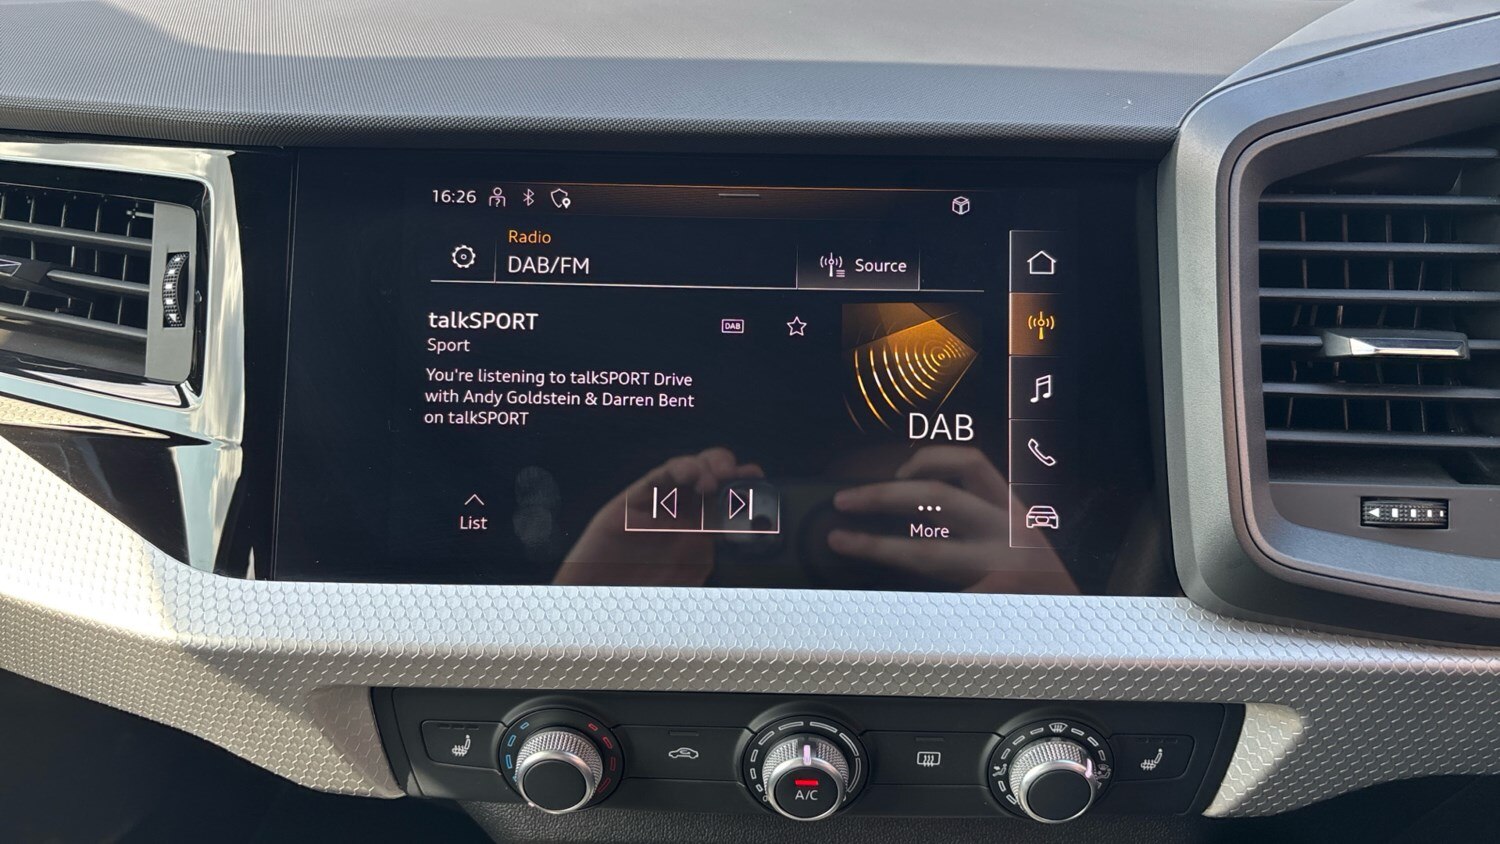 16:26
Radio
DAB/FM
Source
talkSPORT
DAB
Sport
You're listening to talkSPORT Drive
with Andy Goldstein & Darren Bent
on talkSPORT
DAB
List
More
A/C